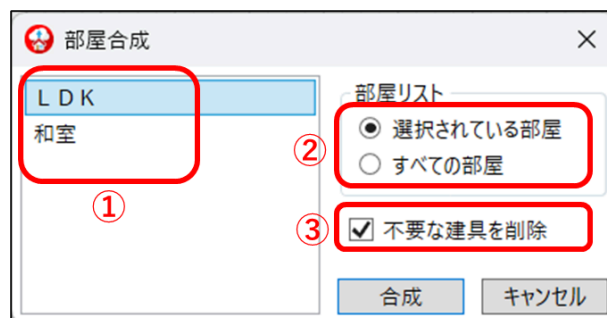 部屋合成
ＬＤＫ
和室
①
部屋リスト
② 選択されている部屋
すべての部屋
③ 不要な建具を削除
合成 キャンセル